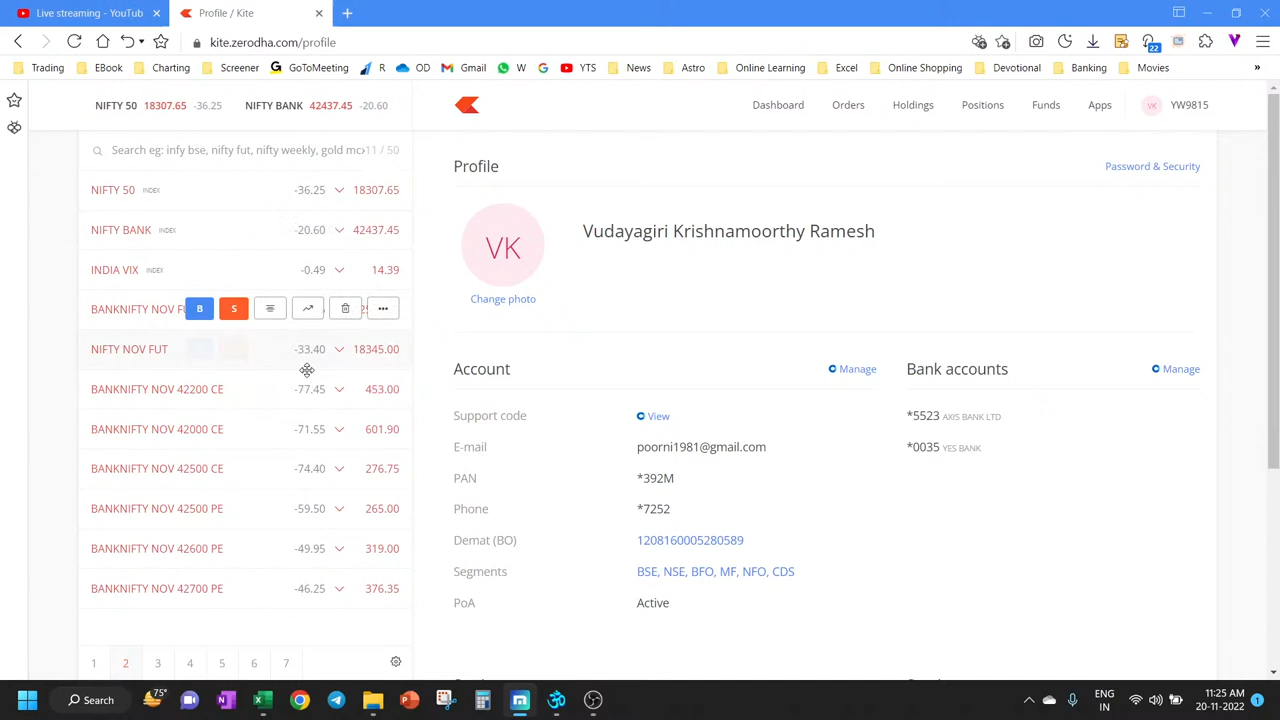 Live streaming - YouTube
Profile / Kite
kite.zerodha.com/profile
22
Trading EBook Charting Screener GoToMeeting R OD Gmail W G YTS News Astro Online Learning Excel Online Shopping Devotional Banking Movies »
NIFTY 50 18307.65 -36.25 NIFTY BANK 42437.45 -20.60
Dashboard Orders Holdings Positions Funds Apps VK YW9815
Search eg: infy bse, nifty fut, nifty weekly, gold mc 11 / 50
NIFTY 50 INDEX -36.25 18307.65
NIFTY BANK INDEX -20.60 42437.45
INDIA VIX INDEX -0.49 14.39
BANKNIFTY NOV B S
NIFTY NOV FUT -33.40 18345.00
BANKNIFTY NOV 42200 CE -77.45 453.00
BANKNIFTY NOV 42000 CE -71.55 601.90
BANKNIFTY NOV 42500 CE -74.40 276.75
BANKNIFTY NOV 42500 PE -59.50 265.00
BANKNIFTY NOV 42600 PE -49.95 319.00
BANKNIFTY NOV 42700 PE -46.25 376.35
1 2 3 4 5 6 7
Profile
Password & Security
VK
Vudayagiri Krishnamoorthy Ramesh
Change photo
Account Manage
Support code View
E-mail poorni1981@gmail.com
PAN *392M
Phone *7252
Demat (BO) 1208160005280589
Segments BSE, NSE, BFO, MF, NFO, CDS
PoA Active
Bank accounts Manage
*5523 AXIS BANK LTD
*0035 YES BANK
75°
Search
ENG
IN
11:25 AM
20-11-2022
1